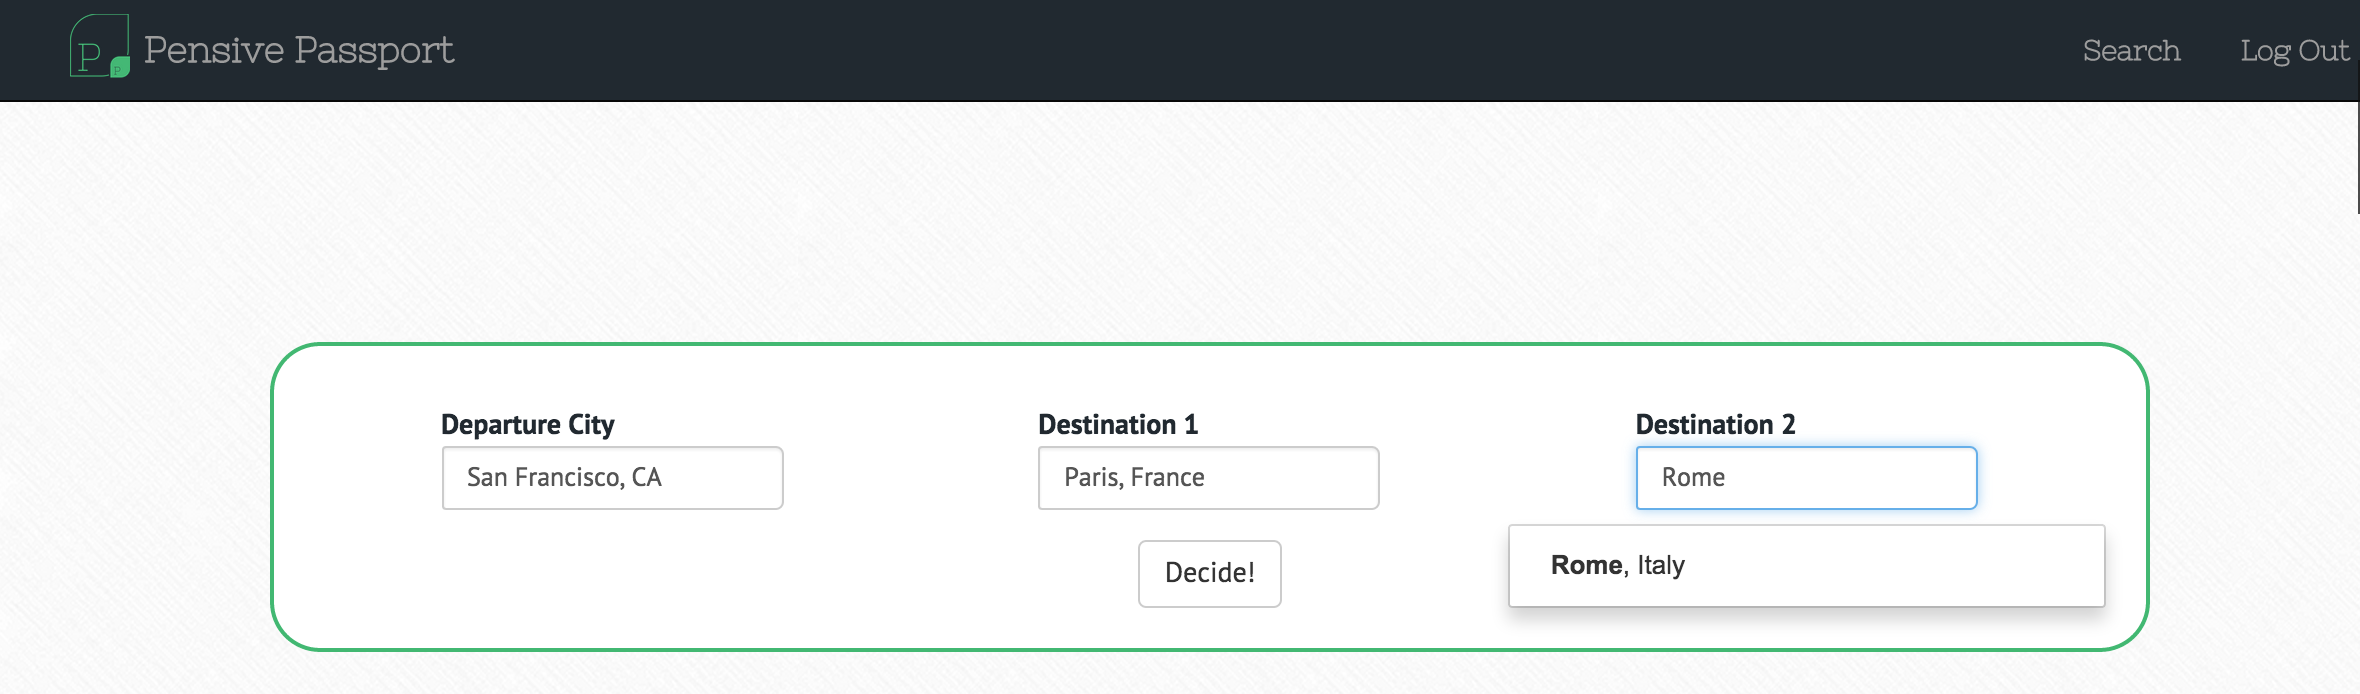 P
P
Pensive Passport
Search
Log Out
Departure City
Destination 1
Destination 2
San Francisco, CA
Paris, France
Rome
Rome, Italy
Decide!